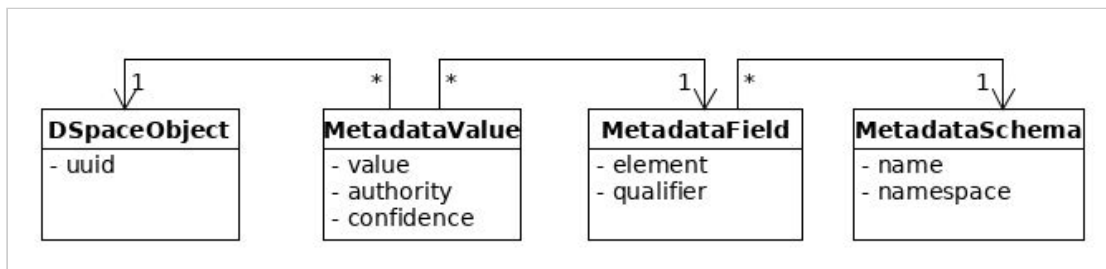 1 * * 1 * 1
DSpaceObject
- uuid
MetadataValue
- value
- authority
- confidence
MetadataField
- element
- qualifier
MetadataSchema
- name
- namespace